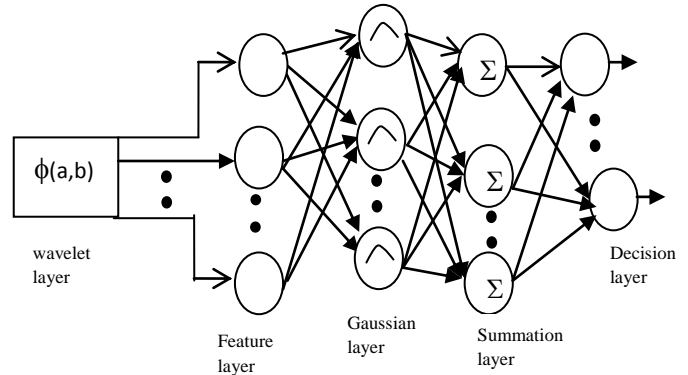 Σ
ϕ(a,b)
Σ
Σ
wavelet
layer
Decision
layer
Gaussian
layer
Summation
layer
Feature
layer